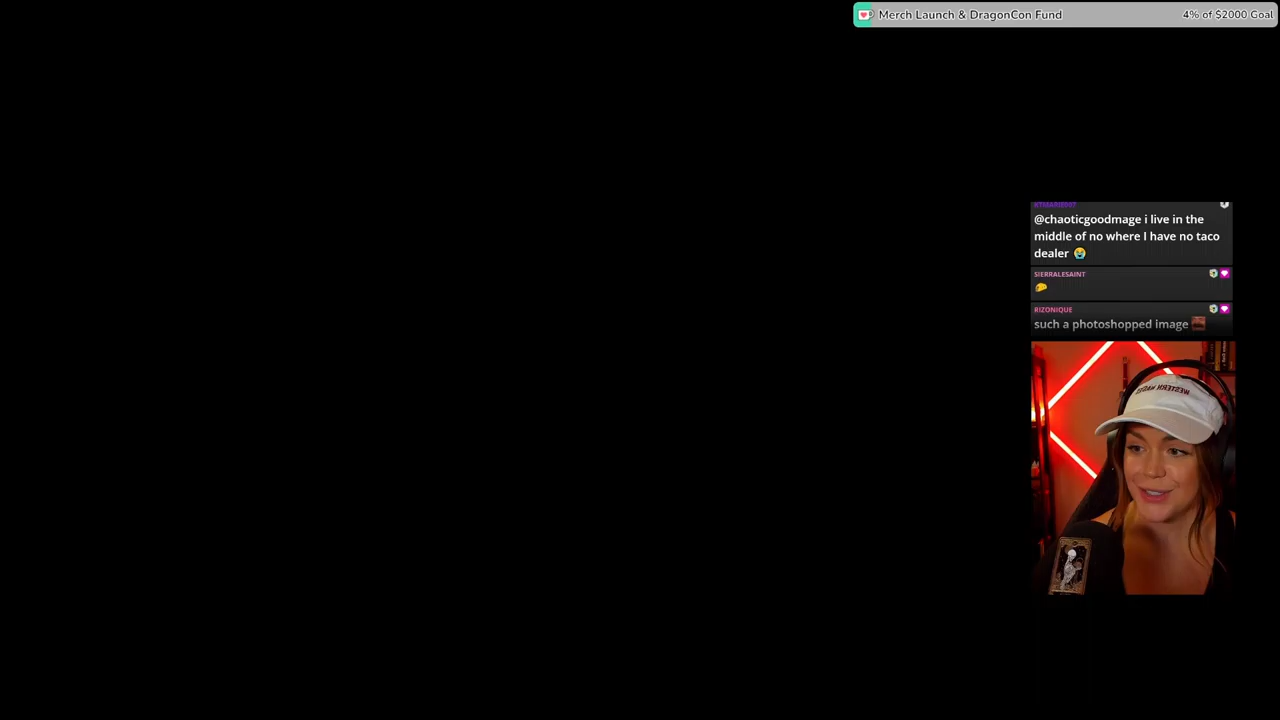 Merch Launch & DragonCon Fund
4% of $2000 Goal
@chaoticgoodmage i live in the
middle of no where I have no taco
dealer 😭
SIERRALESAINT
🌮
RIZONIQUE
such a photoshopped image